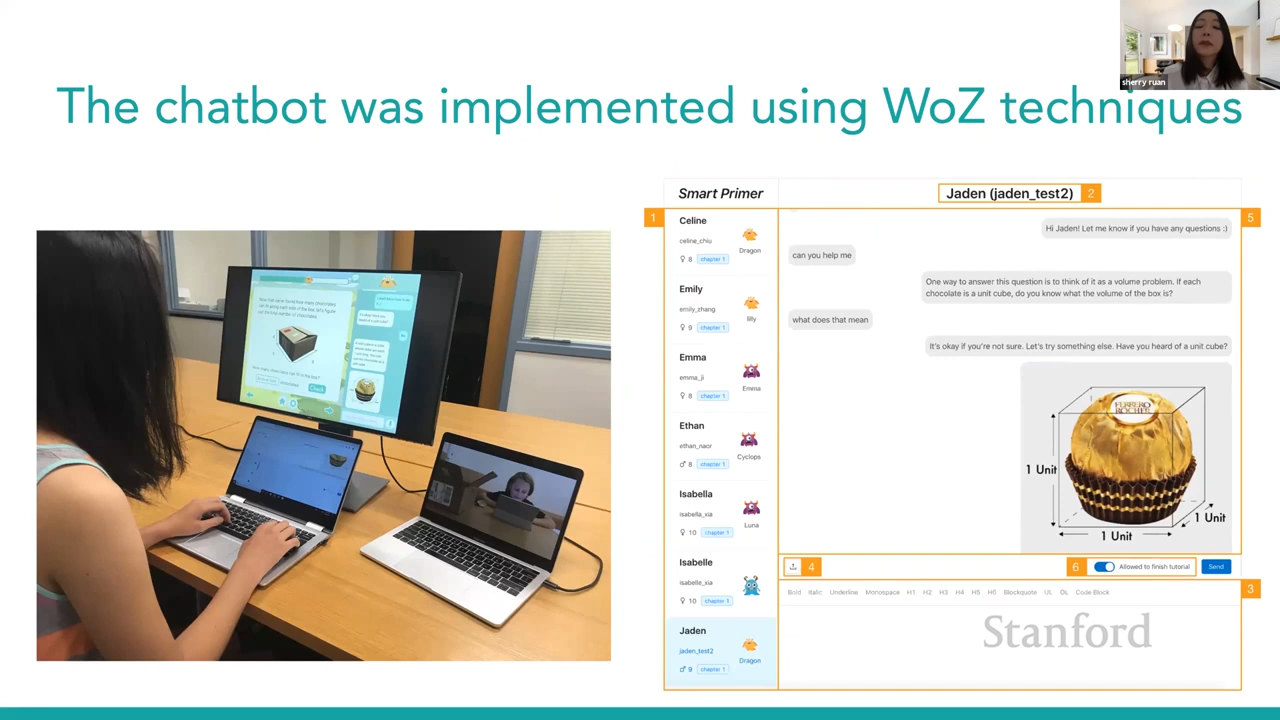 sherry ruan
The chatbot was implemented using WoZ techniques
Smart Primer
Jaden (jaden_test2) 2
1
Celine
celine_chiu
Dragon
8 chapter 1
Emily
emily_zhang
lilly
9 chapter 1
Emma
emma_ji
Emma
8 chapter 1
Ethan
ethan_naor
Cyclops
8 chapter 1
Isabella
isabella_xia
Luna
10 chapter 1
Isabelle
isabelle_xia
10 chapter 1
Jaden
jaden_test2
Dragon
9 chapter 1
5
Hi Jaden! Let me know if you have any questions :)
can you help me
One way to answer this question is to think of it as a volume problem. If each
chocolate is a unit cube, do you know what the volume of the box is?
what does that mean
It's okay if you're not sure. Let's try something else. Have you heard of a unit cube?
FERRERO
ROCHER
1 Unit
1 Unit
1 Unit
4
6 Allowed to finish tutorial Send
3
Bold Italic Underline Monospace H1 H2 H3 H4 H5 H6 Blockquote UL OL Code Block
Stanford